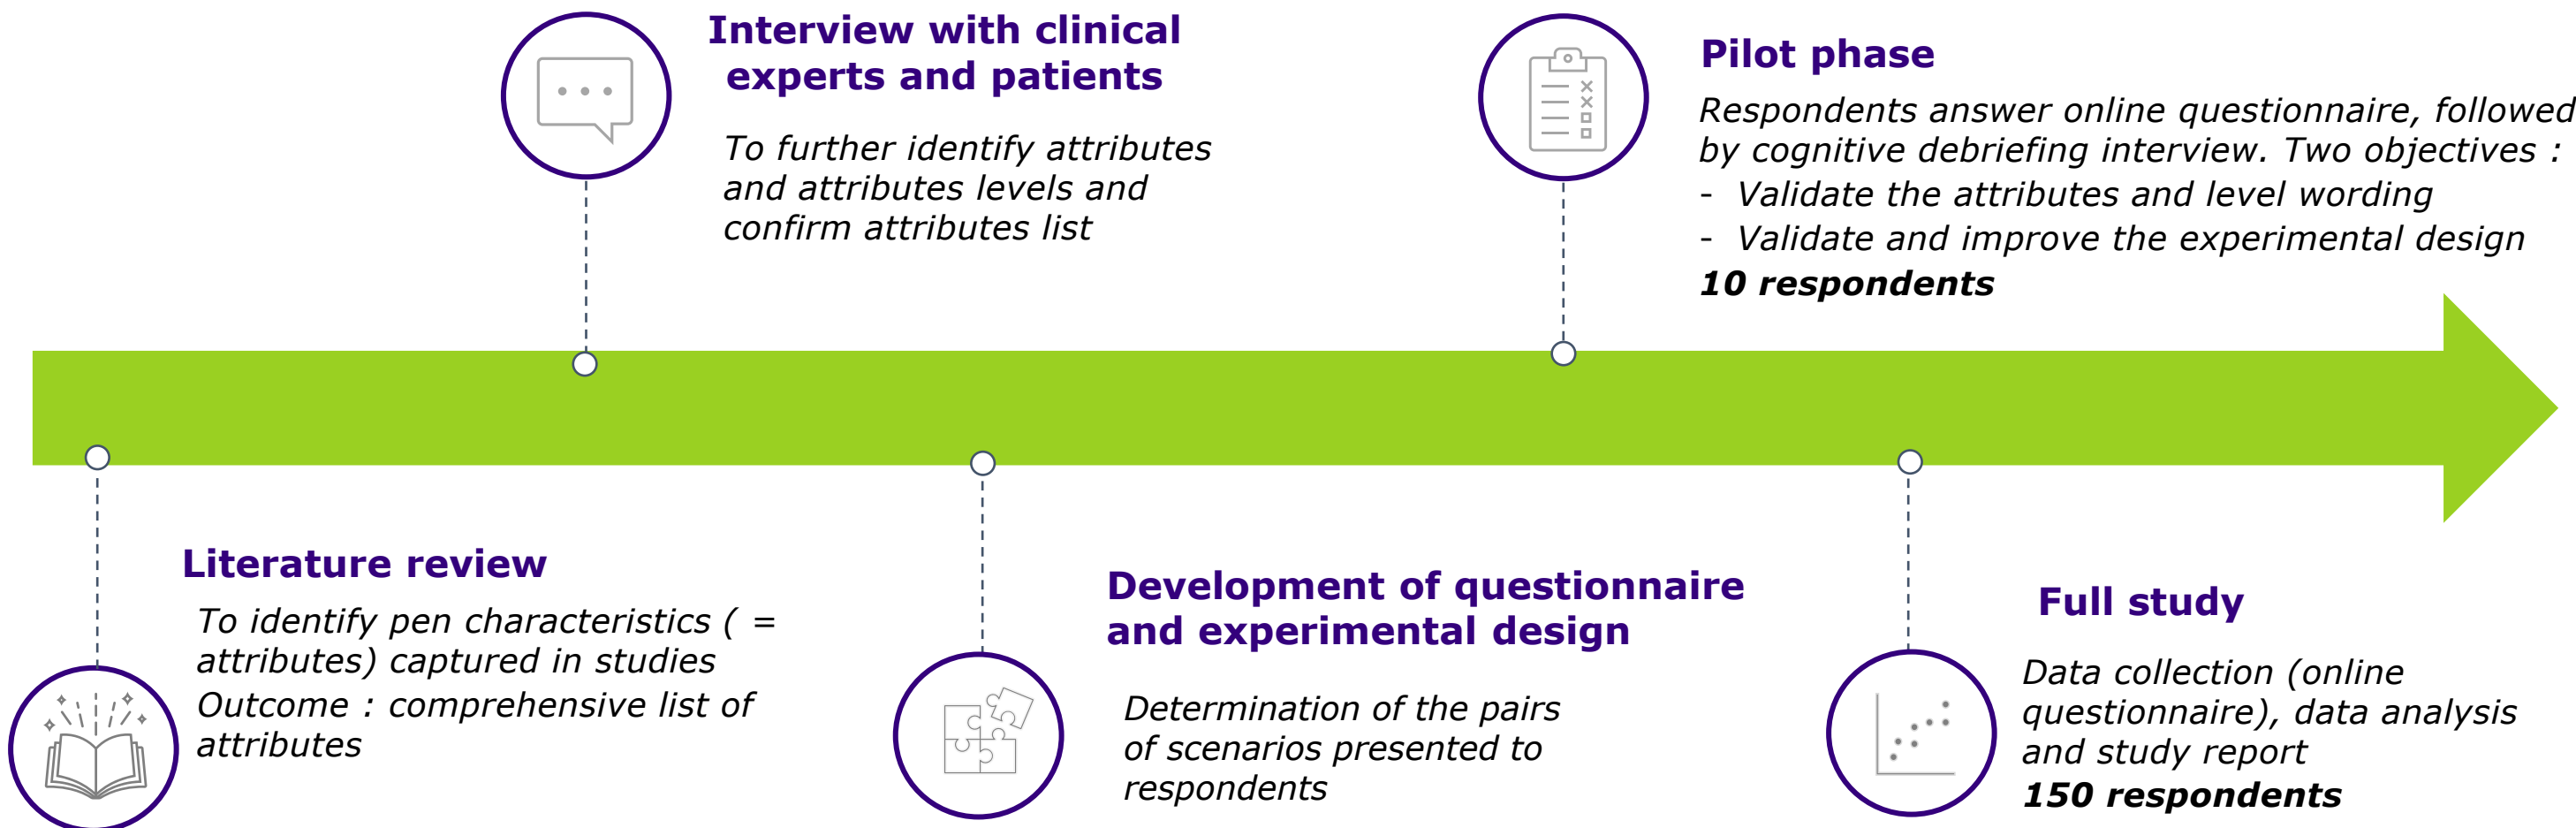 Interview with clinical
experts and patients
To further identify attributes
and attributes levels and
confirm attributes list
Pilot phase
Respondents answer online questionnaire, followed
by cognitive debriefing interview. Two objectives :
- Validate the attributes and level wording
- Validate and improve the experimental design
10 respondents
Literature review
To identify pen characteristics ( =
attributes) captured in studies
Outcome : comprehensive list of
attributes
Development of questionnaire
and experimental design
Determination of the pairs
of scenarios presented to
respondents
Full study
Data collection (online
questionnaire), data analysis
and study report
150 respondents